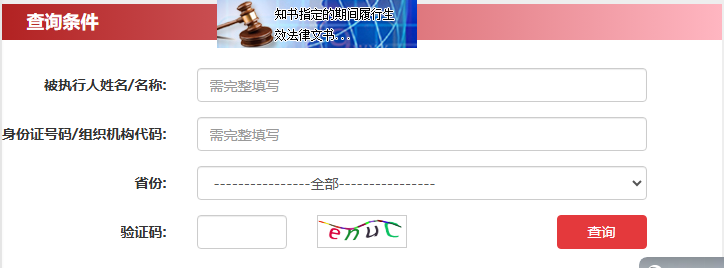 查询条件
知书指定的期间履行生
效法律文书...
被执行人姓名/名称:
需完整填写
身份证号码/组织机构代码:
需完整填写
省份:
----------------全部----------------
验证码:
enuc
查询